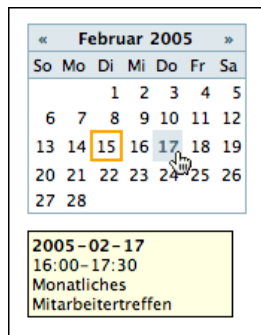 « Februar 2005 »
So Mo Di Mi Do Fr Sa
1 2 3 4 5
6 7 8 9 10 11 12
13 14 15 16 17 18 19
20 21 22 23 24 25 26
27 28
2005-02-17
16:00-17:30
Monatliches
Mitarbeitertreffen